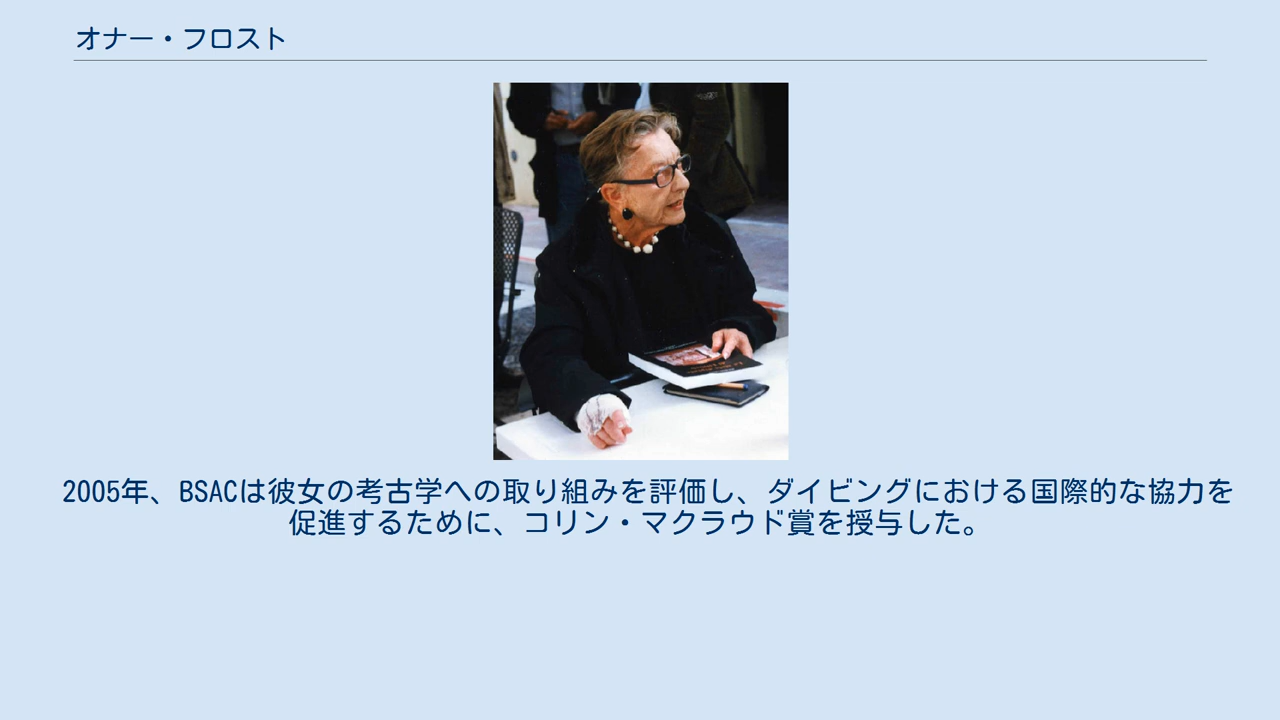 オナー・フロスト
2005年、BSACは彼女の考古学への取り組みを評価し、ダイビングにおける国際的な協力を
促進するために、コリン・マクラウド賞を授与した。